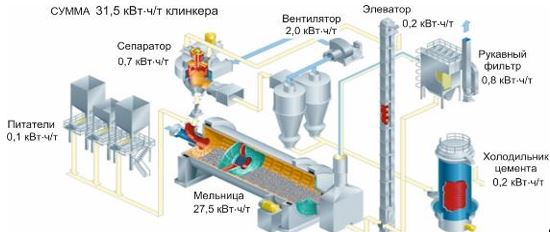 СУММА 31,5 кВт·ч/т клинкера
Сепаратор
0,7 кВт·ч/т
Вентилятор
2,0 кВт·ч/т
Элеватор
0,2 кВт·ч/т
Рукавный
фильтр
0,8 кВт·ч/т
Питатели
0,1 кВт·ч/т
Мельница
27,5 кВт·ч/т
Холодильник
цемента
0,2 кВт·ч/т